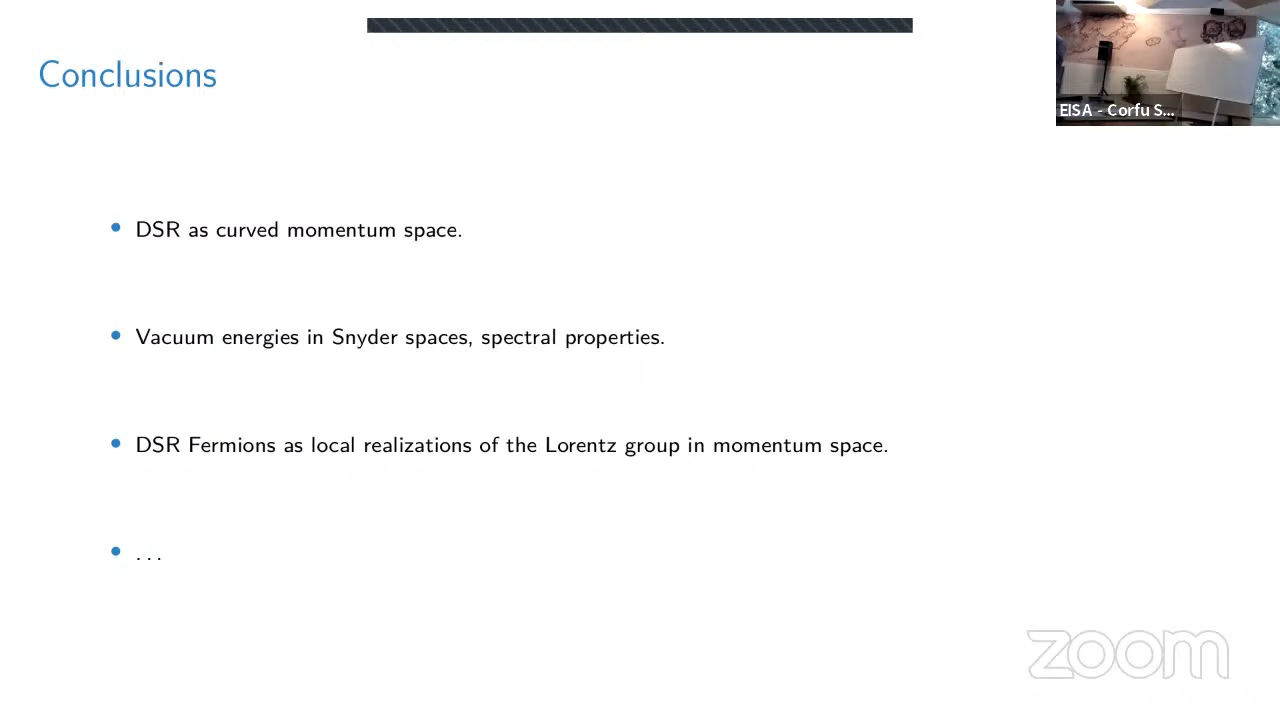 Conclusions
EISA - Corfu S...
• DSR as curved momentum space.
• Vacuum energies in Snyder spaces, spectral properties.
• DSR Fermions as local realizations of the Lorentz group in momentum space.
• . . .
zoom